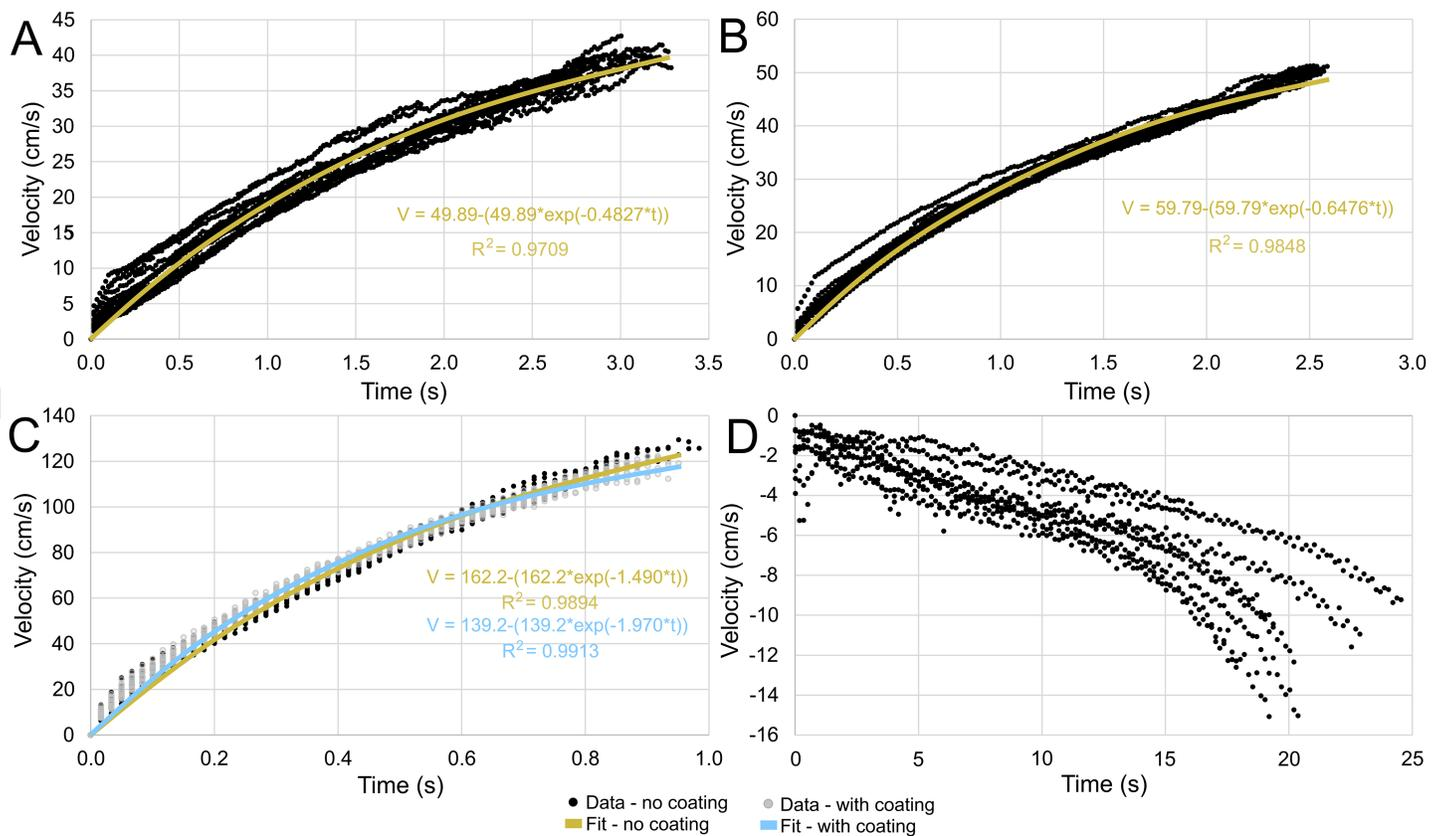 A
45
40
35
30
25
20
15
10
5
0
Velocity (cm/s)
V = 49.89-(49.89*exp(-0.4827*t))
R2= 0.9709
0.0 0.5 1.0 1.5 2.0 2.5 3.0 3.5
Time (s)
B
60
50
40
30
20
10
0
Velocity (cm/s)
V = 59.79-(59.79*exp(-0.6476*t))
R2= 0.9848
0.0 0.5 1.0 1.5 2.0 2.5 3.0
Time (s)
C
140
120
100
80
60
40
20
0
Velocity (cm/s)
V = 162.2-(162.2*exp(-1.490*t))
R2= 0.9894
V = 139.2-(139.2*exp(-1.970*t))
R2= 0.9913
0.0 0.2 0.4 0.6 0.8 1.0
Time (s)
D
0
-2
-4
-6
-8
-10
-12
-14
-16
Velocity (cm/s)
0 5 10 15 20 25
Time (s)
Data - no coating Data - with coating
Fit - no coating Fit - with coating